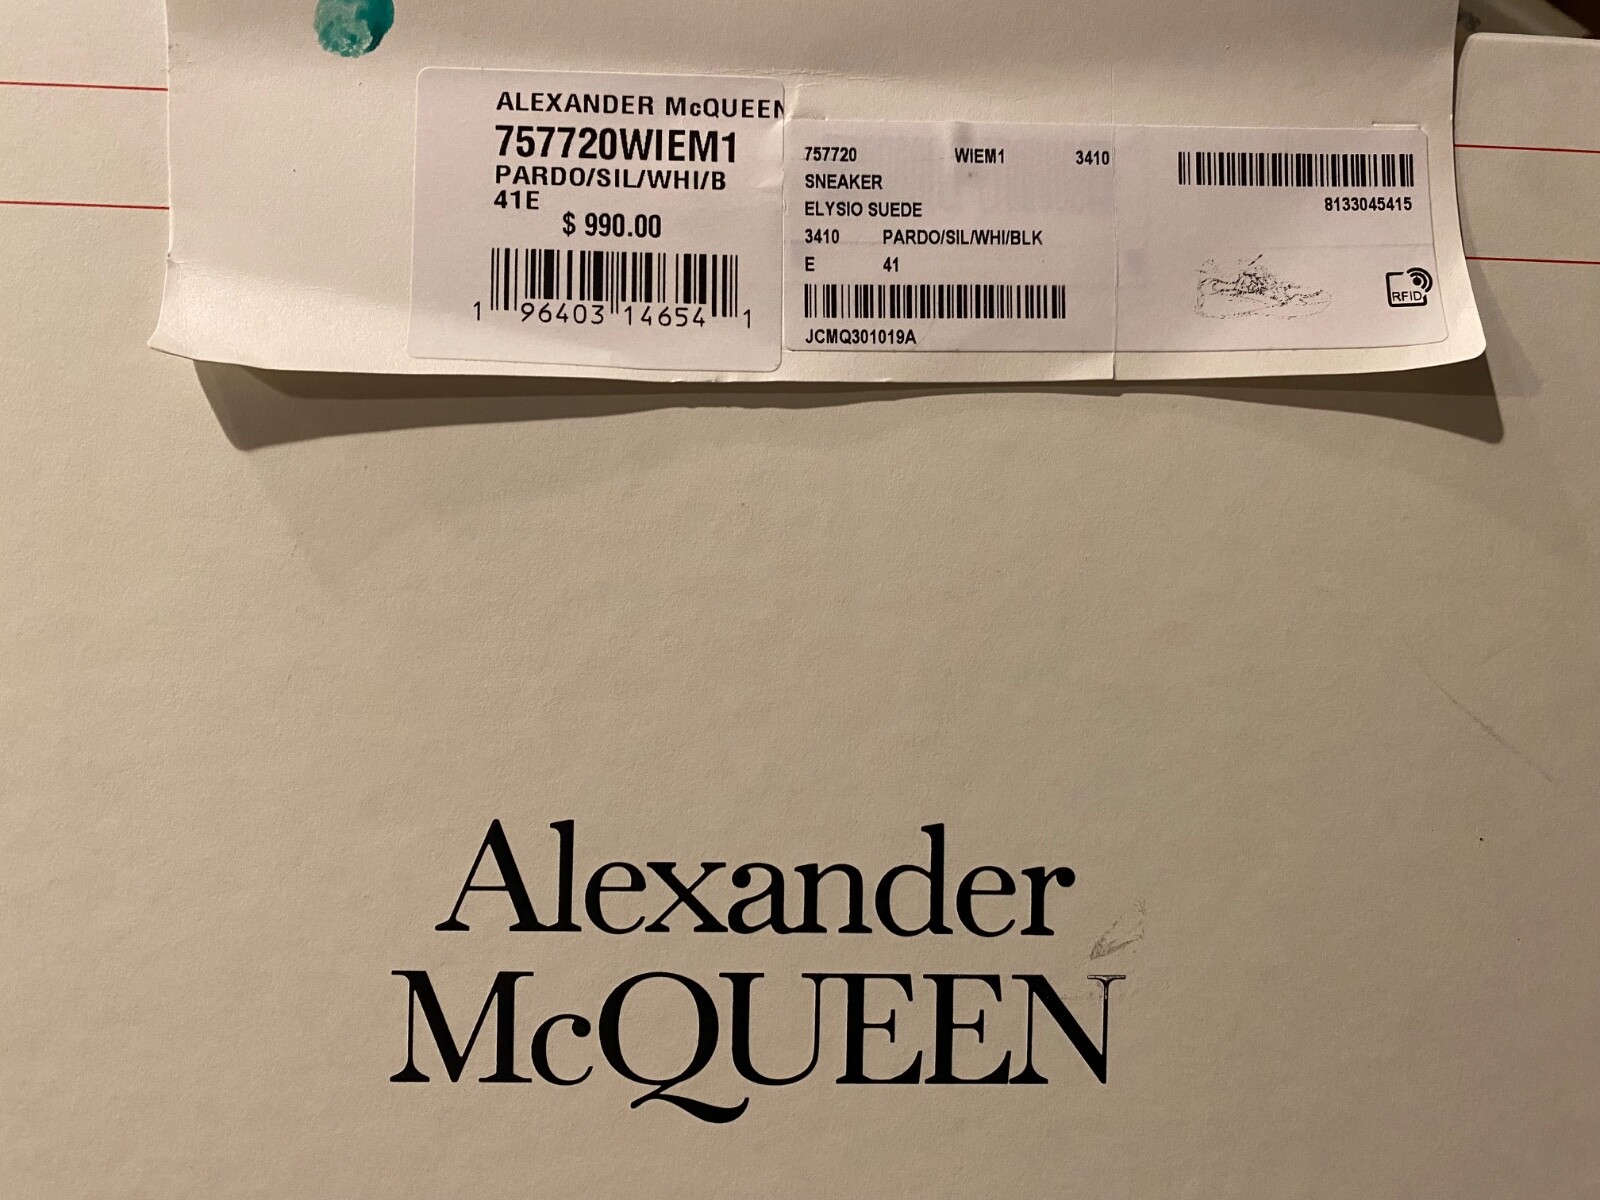 ALEXANDER McQUEEN
757720WIEM1
PARDO/SIL/WHI/B
41E
$ 990.00
1 96403 14654 1
757720 WIEM1 3410
SNEAKER
ELYSIO SUEDE
3410 PARDO/SIL/WHI/BLK
E 41
JCMQ301019A
8133045415
RFID
Alexander
McQUEEN